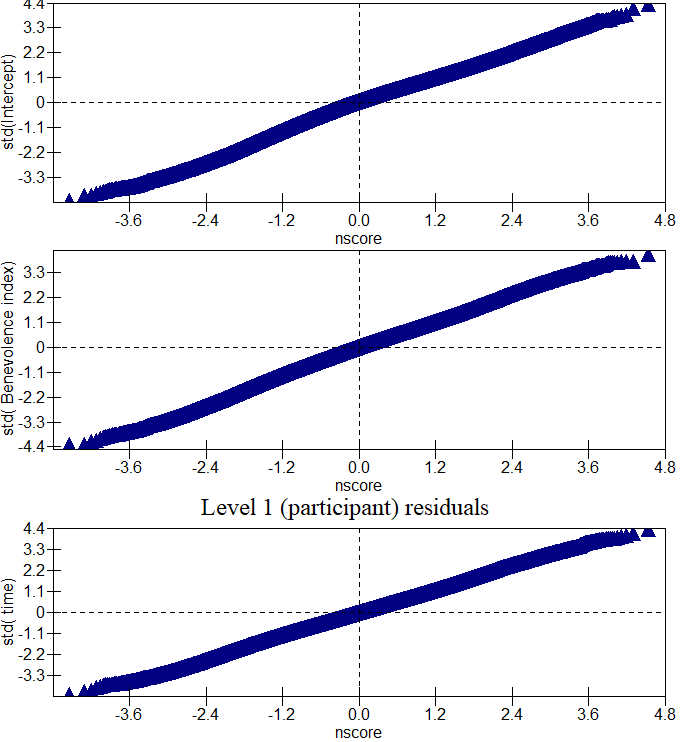 4.4
3.3
2.2
1.1
0
-1.1
-2.2
-3.3
std(Intercept)
-3.6 -2.4 -1.2 0.0 1.2 2.4 3.6 4.8
nscore
3.3
2.2
1.1
0
-1.1
-2.2
-3.3
-4.4
std( Benevolence index)
-3.6 -2.4 -1.2 0.0 1.2 2.4 3.6 4.8
nscore
Level 1 (participant) residuals
4.4
3.3
2.2
1.1
0
-1.1
-2.2
-3.3
std( time)
-3.6 -2.4 -1.2 0.0 1.2 2.4 3.6 4.8
nscore